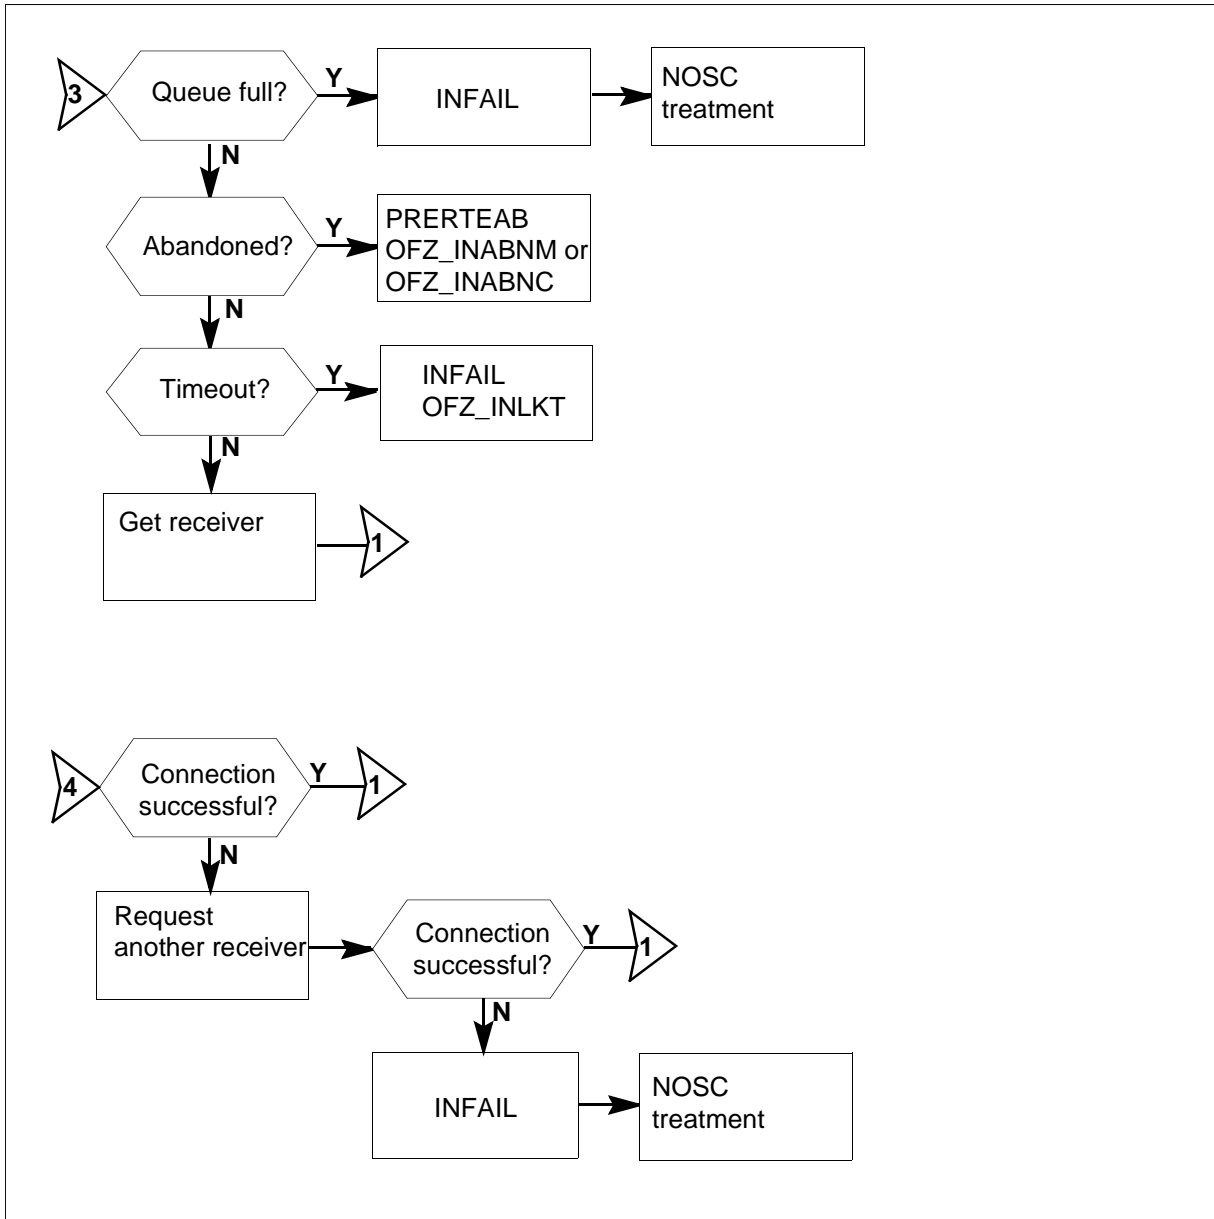 3
Queue full?
Y
INFAIL
NOSC
treatment
N
Abandoned?
Y
PRERTEAB
OFZ_INABNM or
OFZ_INABNC
N
Timeout?
Y
INFAIL
OFZ_INLKT
N
Get receiver
1
4
Connection
successful?
Y
1
N
Request
another receiver
Connection
successful?
Y
1
N
INFAIL
NOSC
treatment